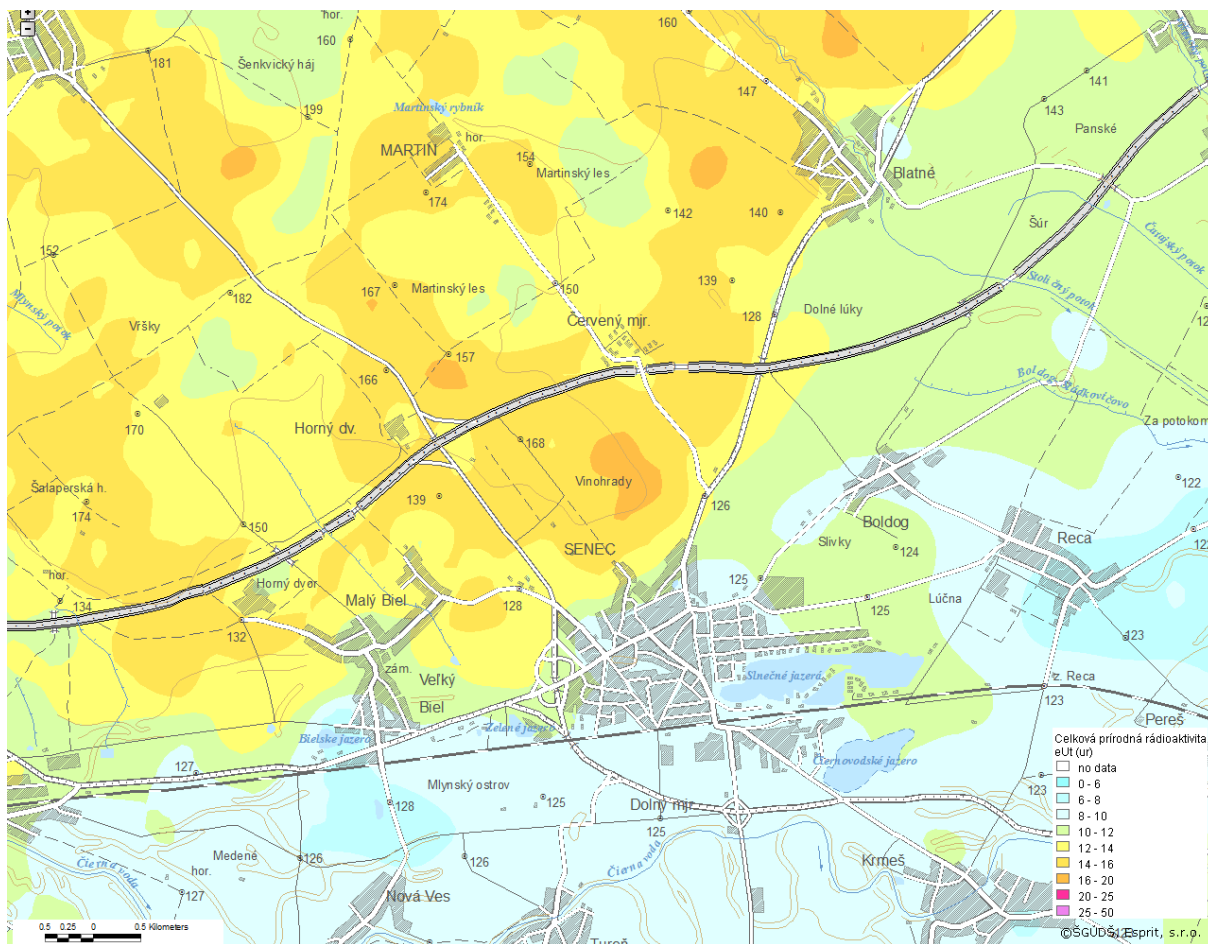 +
−
hor.
160
160
181
Šenkvický háj
141
147
143
199
Martinský rybník
Panské
hor.
MARTIN
154
Martinský les
Blatné
174
142
140
Šúr
Čatajský potok
152
182
167
Martinský les
150
139
Stoličný potok
Mlynský potok
Vŕšky
Červený mjr.
128
Dolné lúky
157
166
Boldog
170
Horný dv.
168
Za potokom
Šalaperská h.
Vinohrady
122
174
139
126
150
Boldog
SENEC
Slivky
124
Reca
hor.
Horný dvor
125
134
Malý Biel
128
125
Lúčna
132
123
zám.
Veľký
Biel
Slnečné jazerá
z. Reca
123
Zelené jazero
Pereš
Bielske jazerá
Čiernovodské jazero
127
Mlynský ostrov
123
128
125
Dolný mjr.
125
Medené
hor.
126
126
Krmeš
Čierna voda
Čierna voda
127
Nová Ves
Tureň
Celková prírodná rádioaktivita
eUt (ur)
no data
0 - 6
6 - 8
8 - 10
10 - 12
12 - 14
14 - 16
16 - 20
20 - 25
25 - 50
0.5 0.25 0 0.5 Kilometers
©ŠGÚDŠ, Esprit, s.r.o.